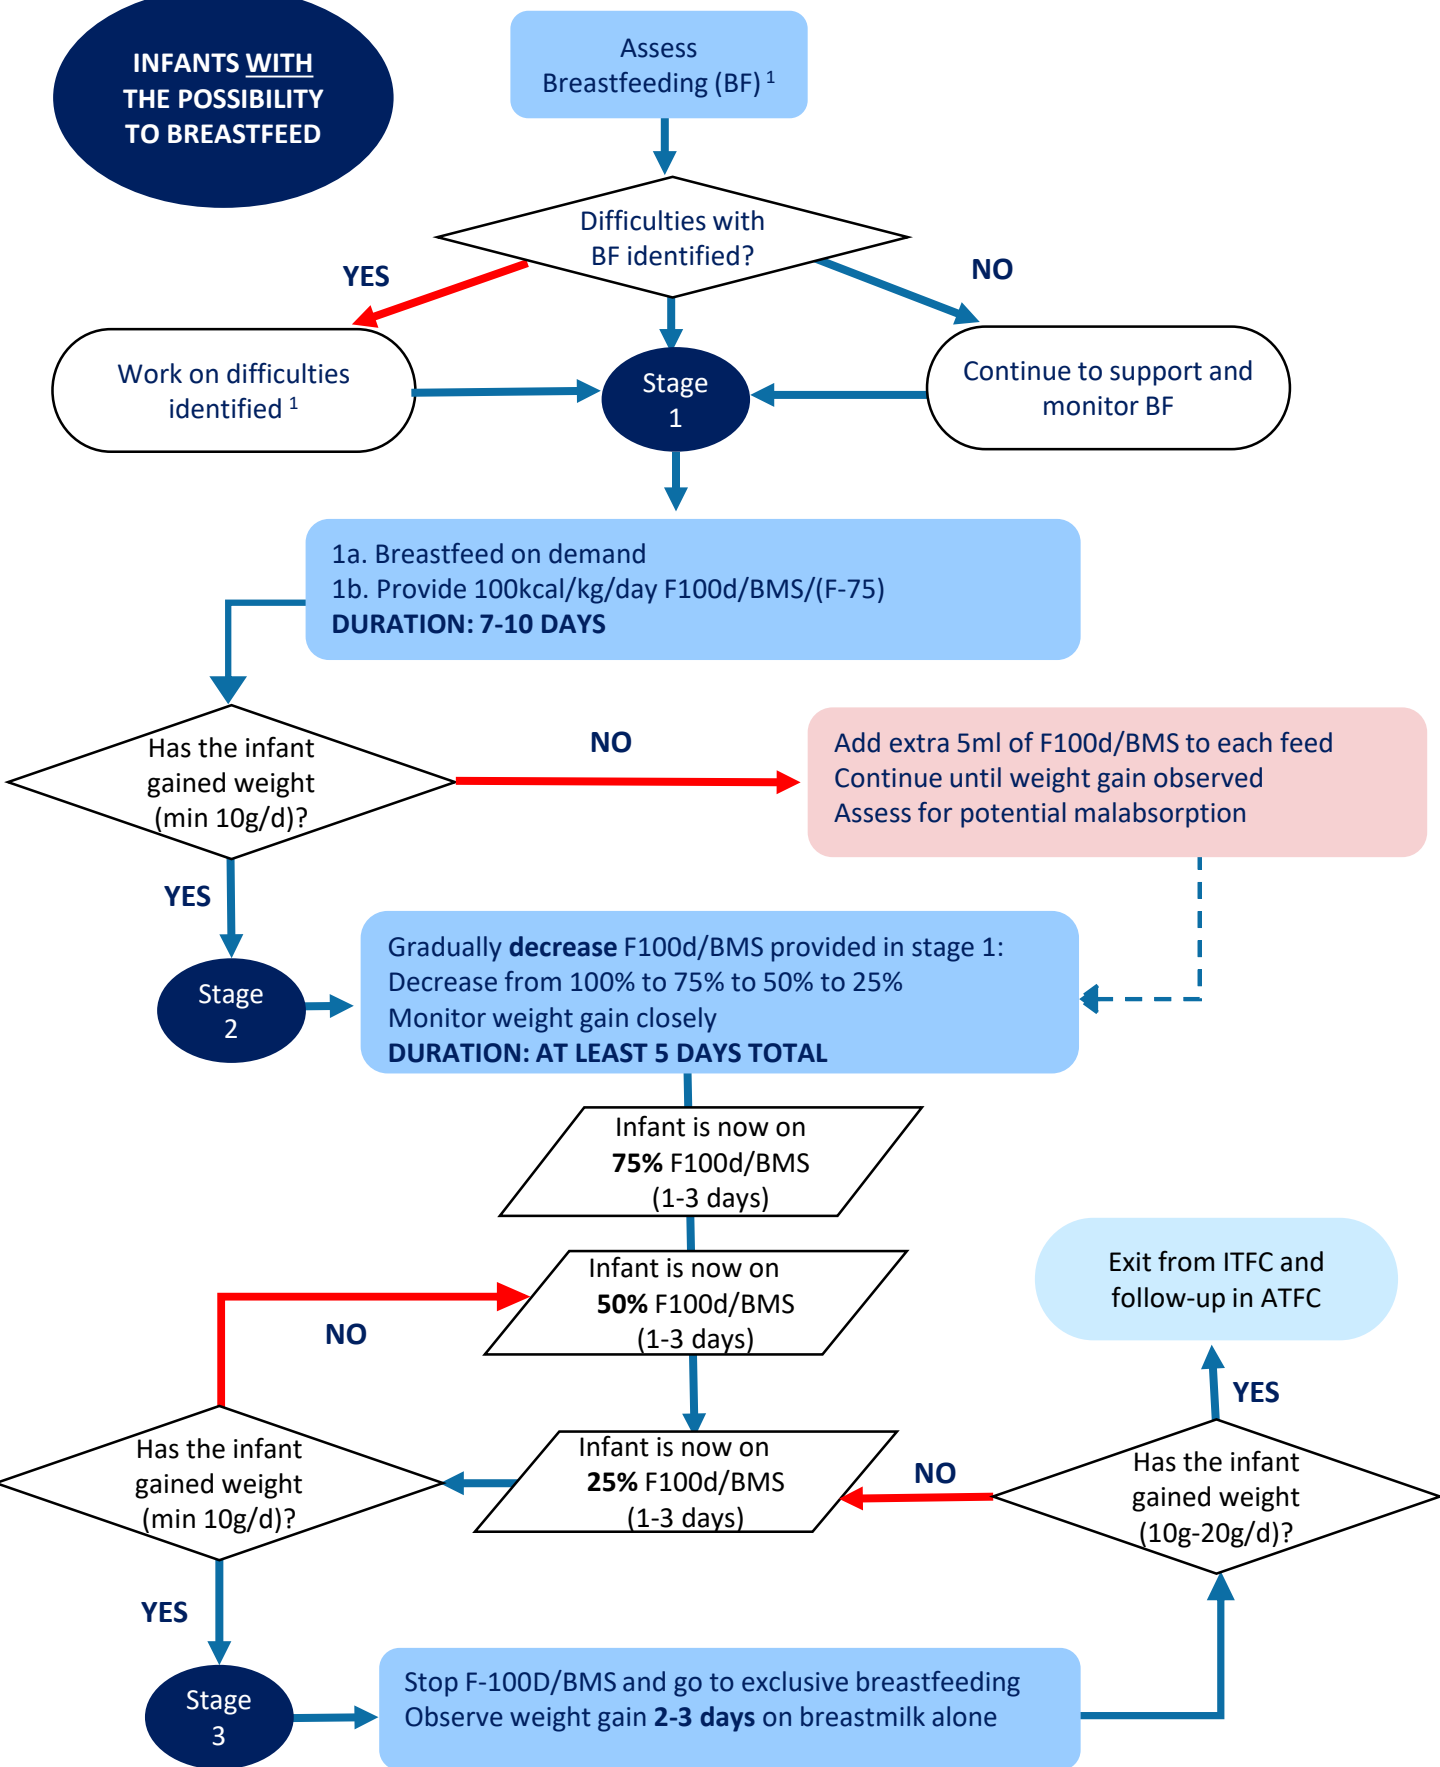 INFANTS WITH
THE POSSIBILITY
TO BREASTFEED
Assess
Breastfeeding (BF) 1
Difficulties with
BF identified?
YES
NO
Work on difficulties
identified 1
Stage
1
Continue to support and
monitor BF
1a. Breastfeed on demand
1b. Provide 100kcal/kg/day F100d/BMS/(F-75)
DURATION: 7-10 DAYS
Has the infant
gained weight
(min 10g/d)?
NO
Add extra 5ml of F100d/BMS to each feed
Continue until weight gain observed
Assess for potential malabsorption
YES
Stage
2
Gradually decrease F100d/BMS provided in stage 1:
Decrease from 100% to 75% to 50% to 25%
Monitor weight gain closely
DURATION: AT LEAST 5 DAYS TOTAL
Infant is now on
75% F100d/BMS
(1-3 days)
Infant is now on
50% F100d/BMS
(1-3 days)
NO
Exit from ITFC and
follow-up in ATFC
YES
Has the infant
gained weight
(min 10g/d)?
Infant is now on
25% F100d/BMS
(1-3 days)
NO
Has the infant
gained weight
(10g-20g/d)?
YES
Stage
3
Stop F-100D/BMS and go to exclusive breastfeeding
Observe weight gain 2-3 days on breastmilk alone